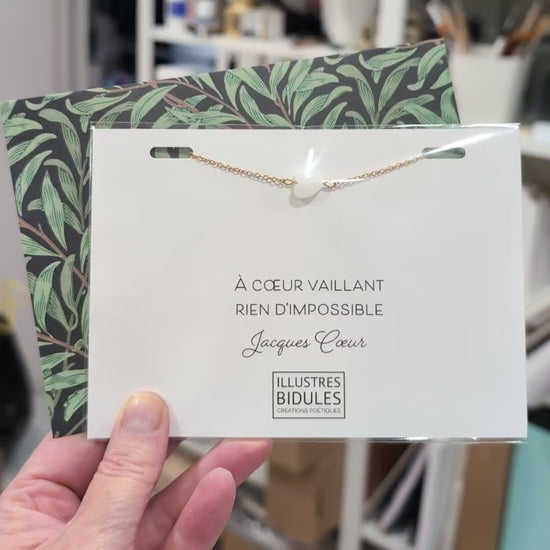 À CŒUR VAILLANT
RIEN D'IMPOSSIBLE
Jacques Cœur
ILLUSTRES
BIDULES
CRÉATIONS POÉTIQUES